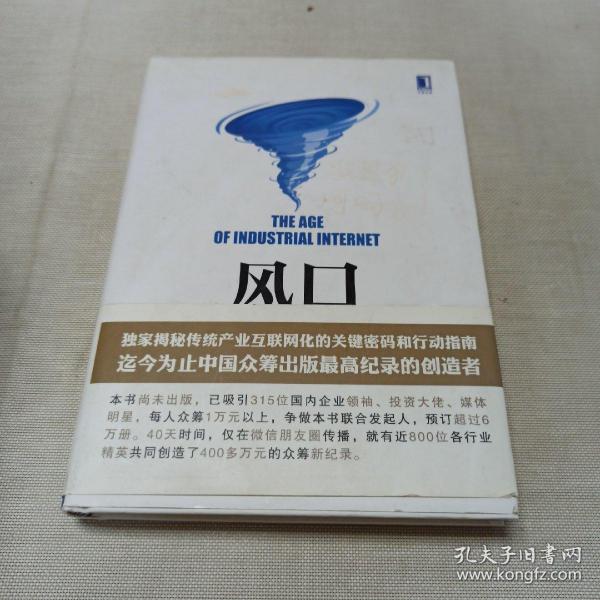 THE AGE
OF INDUSTRIAL INTERNET
风口
独家揭秘传统产业互联网化的关键密码和行动指南
迄今为止中国众筹出版最高纪录的创造者
本书尚未出版，已吸引315位国内企业领袖、投资大佬、媒体
明星，每人众筹1万元以上，争做本书联合发起人，预订超过6
万册。40天时间，仅在微信朋友圈传播，就有近800位各行业
精英共同创造了400多万元的众筹新纪录。
孔夫子旧书网
www.kongfz.com